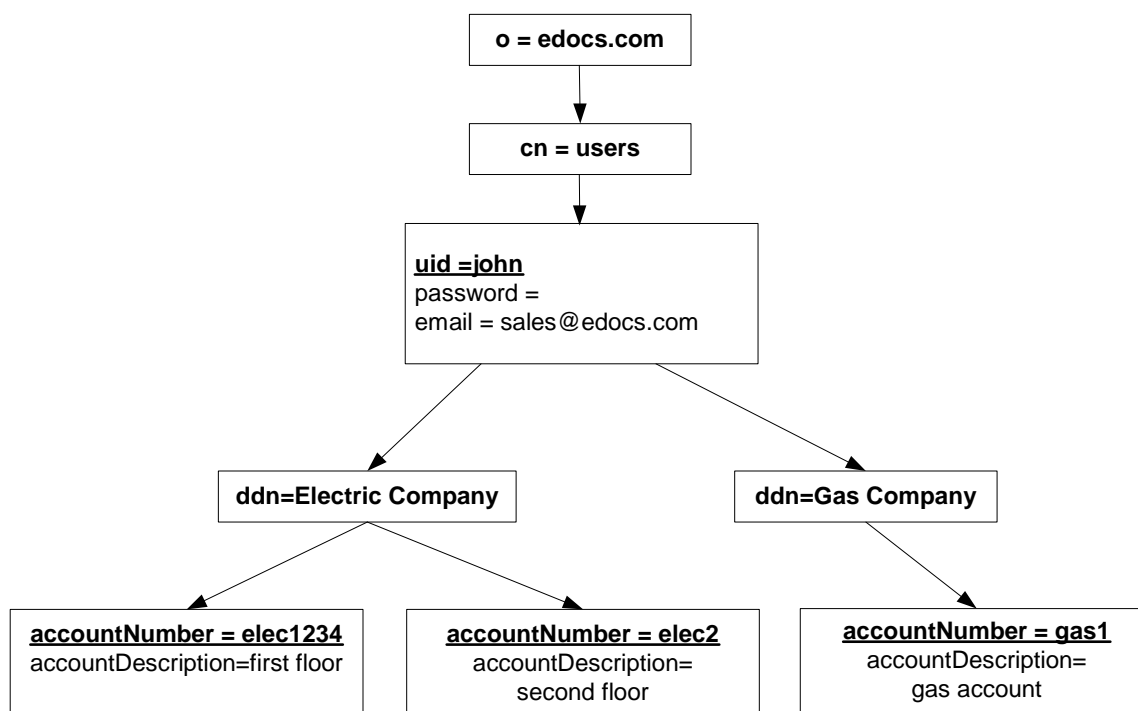 o = edocs.com
cn = users
uid =john
password =
email = sales@edocs.com
ddn=Electric Company
ddn=Gas Company
accountNumber = elec1234
accountDescription=first floor
accountNumber = elec2
accountDescription=
second floor
accountNumber = gas1
accountDescription=
gas account